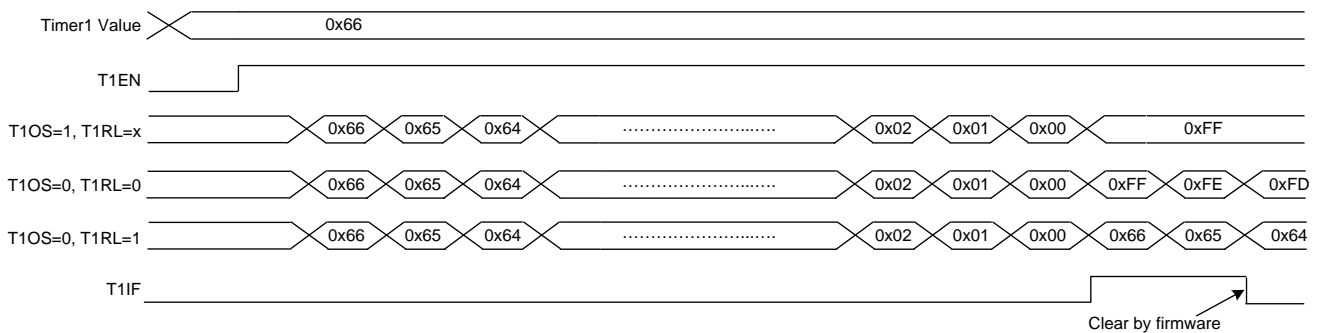 Timer1 Value 0x66
T1EN
T1OS=1, T1RL=x 0x66 0x65 0x64 ........................... 0x02 0x01 0x00 0xFF
T1OS=0, T1RL=0 0x66 0x65 0x64 ........................... 0x02 0x01 0x00 0xFF 0xFE 0xFD
T1OS=0, T1RL=1 0x66 0x65 0x64 ........................... 0x02 0x01 0x00 0x66 0x65 0x64
T1IF
Clear by firmware